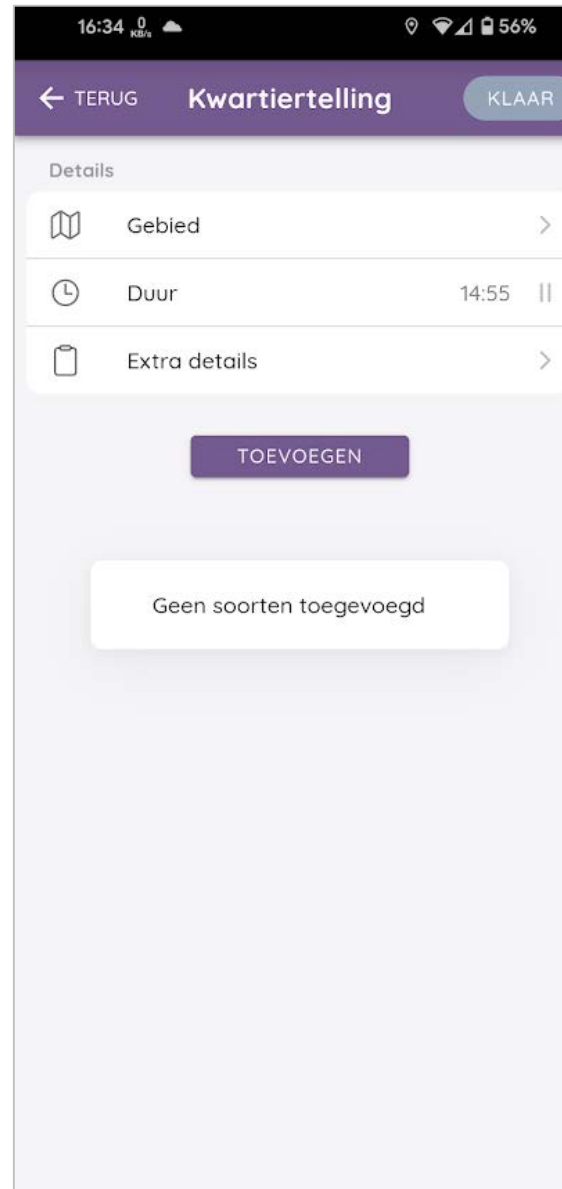 16:34 0 KB/s 56%
TERUG Kwartiertelling KLAAR
Details
Gebied
Duur 14:55
Extra details
TOEVOEGEN
Geen soorten toegevoegd